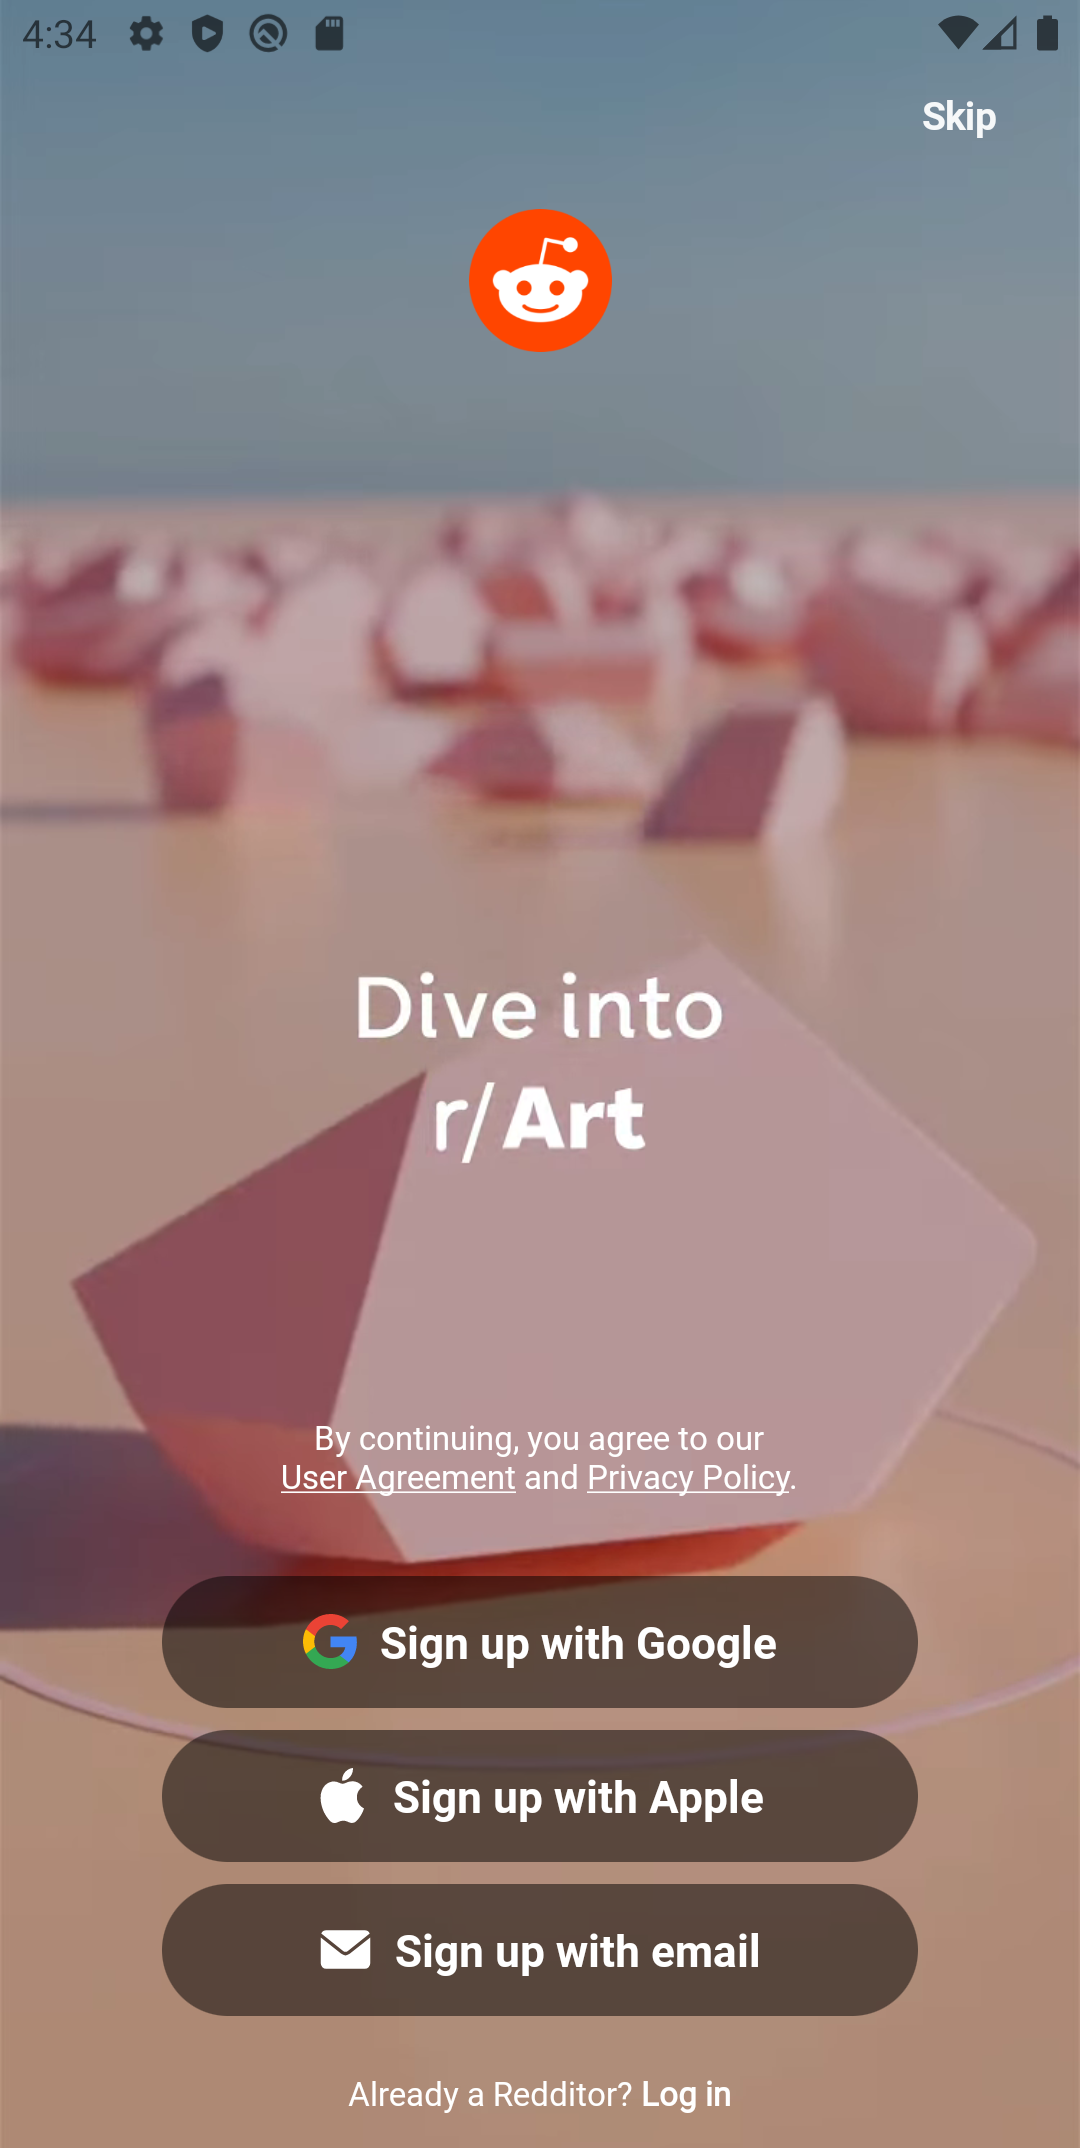 4:34
Skip
Dive into
r/Art
By continuing, you agree to our
User Agreement and Privacy Policy.
Sign up with Google
Sign up with Apple
Sign up with email
Already a Redditor? Log in